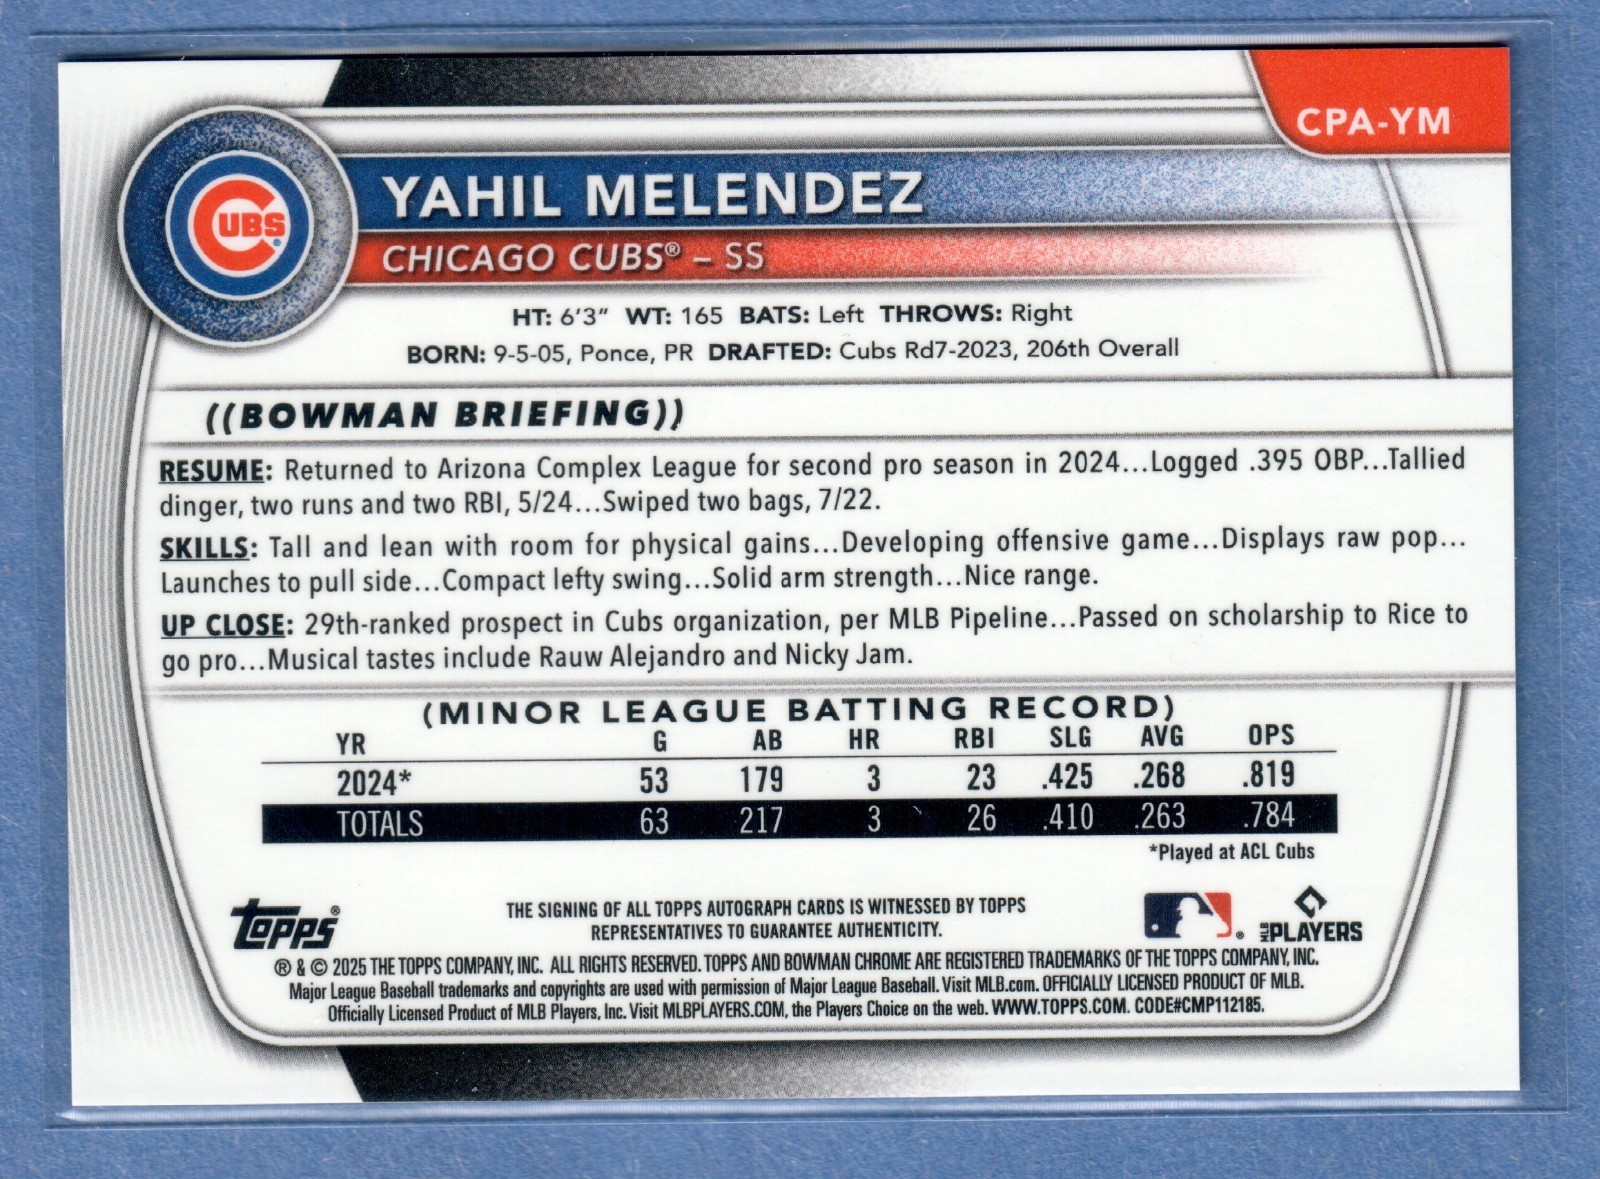 CPA-YM
CUBS®
YAHIL MELENDEZ
CHICAGO CUBS® – SS
HT: 6'3" WT: 165 BATS: Left THROWS: Right
BORN: 9-5-05, Ponce, PR DRAFTED: Cubs Rd7-2023, 206th Overall
((BOWMAN BRIEFING))
RESUME: Returned to Arizona Complex League for second pro season in 2024...Logged .395 OBP...Tallied
dinger, two runs and two RBI, 5/24...Swiped two bags, 7/22.
SKILLS: Tall and lean with room for physical gains...Developing offensive game...Displays raw pop...
Launches to pull side...Compact lefty swing...Solid arm strength...Nice range.
UP CLOSE: 29th-ranked prospect in Cubs organization, per MLB Pipeline...Passed on scholarship to Rice to
go pro...Musical tastes include Rauw Alejandro and Nicky Jam.
(MINOR LEAGUE BATTING RECORD)
YR G AB HR RBI SLG AVG OPS
2024* 53 179 3 23 .425 .268 .819
TOTALS 63 217 3 26 .410 .263 .784
*Played at ACL Cubs
Topps®
THE SIGNING OF ALL TOPPS AUTOGRAPH CARDS IS WITNESSED BY TOPPS
REPRESENTATIVES TO GUARANTEE AUTHENTICITY.
®
MLB PLAYERS
® & © 2025 THE TOPPS COMPANY, INC. ALL RIGHTS RESERVED. TOPPS AND BOWMAN CHROME ARE REGISTERED TRADEMARKS OF THE TOPPS COMPANY, INC.
Major League Baseball trademarks and copyrights are used with permission of Major League Baseball. Visit MLB.com. OFFICIALLY LICENSED PRODUCT OF MLB.
Officially Licensed Product of MLB Players, Inc. Visit MLBPLAYERS.COM, the Players Choice on the web. WWW.TOPPS.COM. CODE#CMP112185.